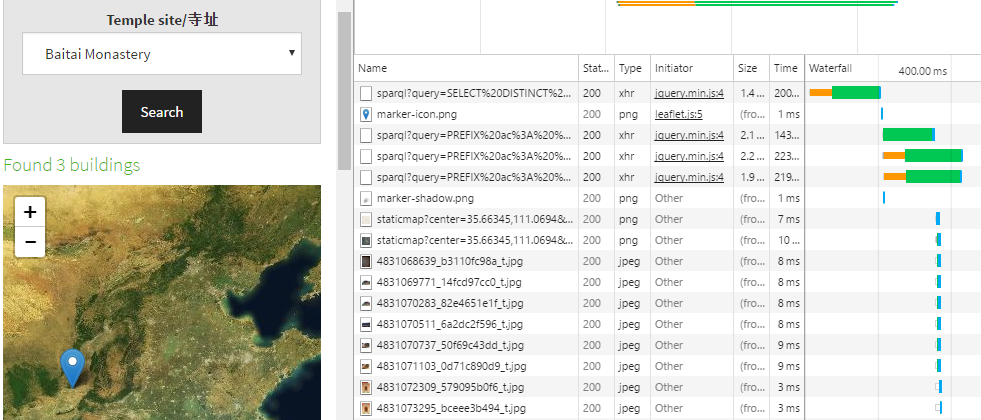 Temple site/寺址
Baitai Monastery
Search
Found 3 buildings
+
−
Name Stat... Type Initiator Size Time Waterfall 400.00 ms
sparql?query=SELECT%20DISTINCT%2... 200 xhr jquery.min.js:4 1.4 ... 200...
marker-icon.png 200 png leaflet.js:5 (fro... 1 ms
sparql?query=PREFIX%20ac%3A%20%... 200 xhr jquery.min.js:4 2.1 ... 143...
sparql?query=PREFIX%20ac%3A%20%... 200 xhr jquery.min.js:4 2.2 ... 223...
sparql?query=PREFIX%20ac%3A%20%... 200 xhr jquery.min.js:4 1.9 ... 219...
marker-shadow.png 200 png Other (fro... 1 ms
staticmap?center=35.66345,111.0694&... 200 png Other (fro... 7 ms
staticmap?center=35.66345,111.0694&... 200 png Other (fro... 10 ...
4831068639_b3110fc98a_t.jpg 200 jpeg Other (fro... 8 ms
4831069771_14fcd97cc0_t.jpg 200 jpeg Other (fro... 8 ms
4831070283_82e4651e1f_t.jpg 200 jpeg Other (fro... 8 ms
4831070511_6a2dc2f596_t.jpg 200 jpeg Other (fro... 8 ms
4831070737_50f69c43dd_t.jpg 200 jpeg Other (fro... 9 ms
4831071103_0d71c890d9_t.jpg 200 jpeg Other (fro... 9 ms
4831072309_579095b0f6_t.jpg 200 jpeg Other (fro... 3 ms
4831073295_bceee3b494_t.jpg 200 jpeg Other (fro... 3 ms